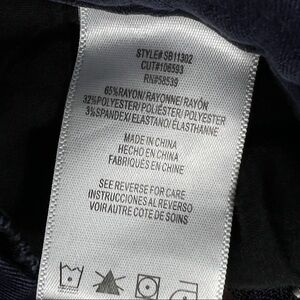 STYLE# SB11302
CUT#106593
RN#58539
65%RAYON/RAYONNE/RAYÓN
32%POLYESTER/POLIÉSTER/POLYESTER
3%SPANDEX/ELASTANO/ÉLASTHANNE
MADE IN CHINA
HECHO EN CHINA
FABRIQUÉS EN CHINE
SEE REVERSE FOR CARE
INSTRUCCIONES AL REVERSO
VOIR AUTRE COTE DE SOINS